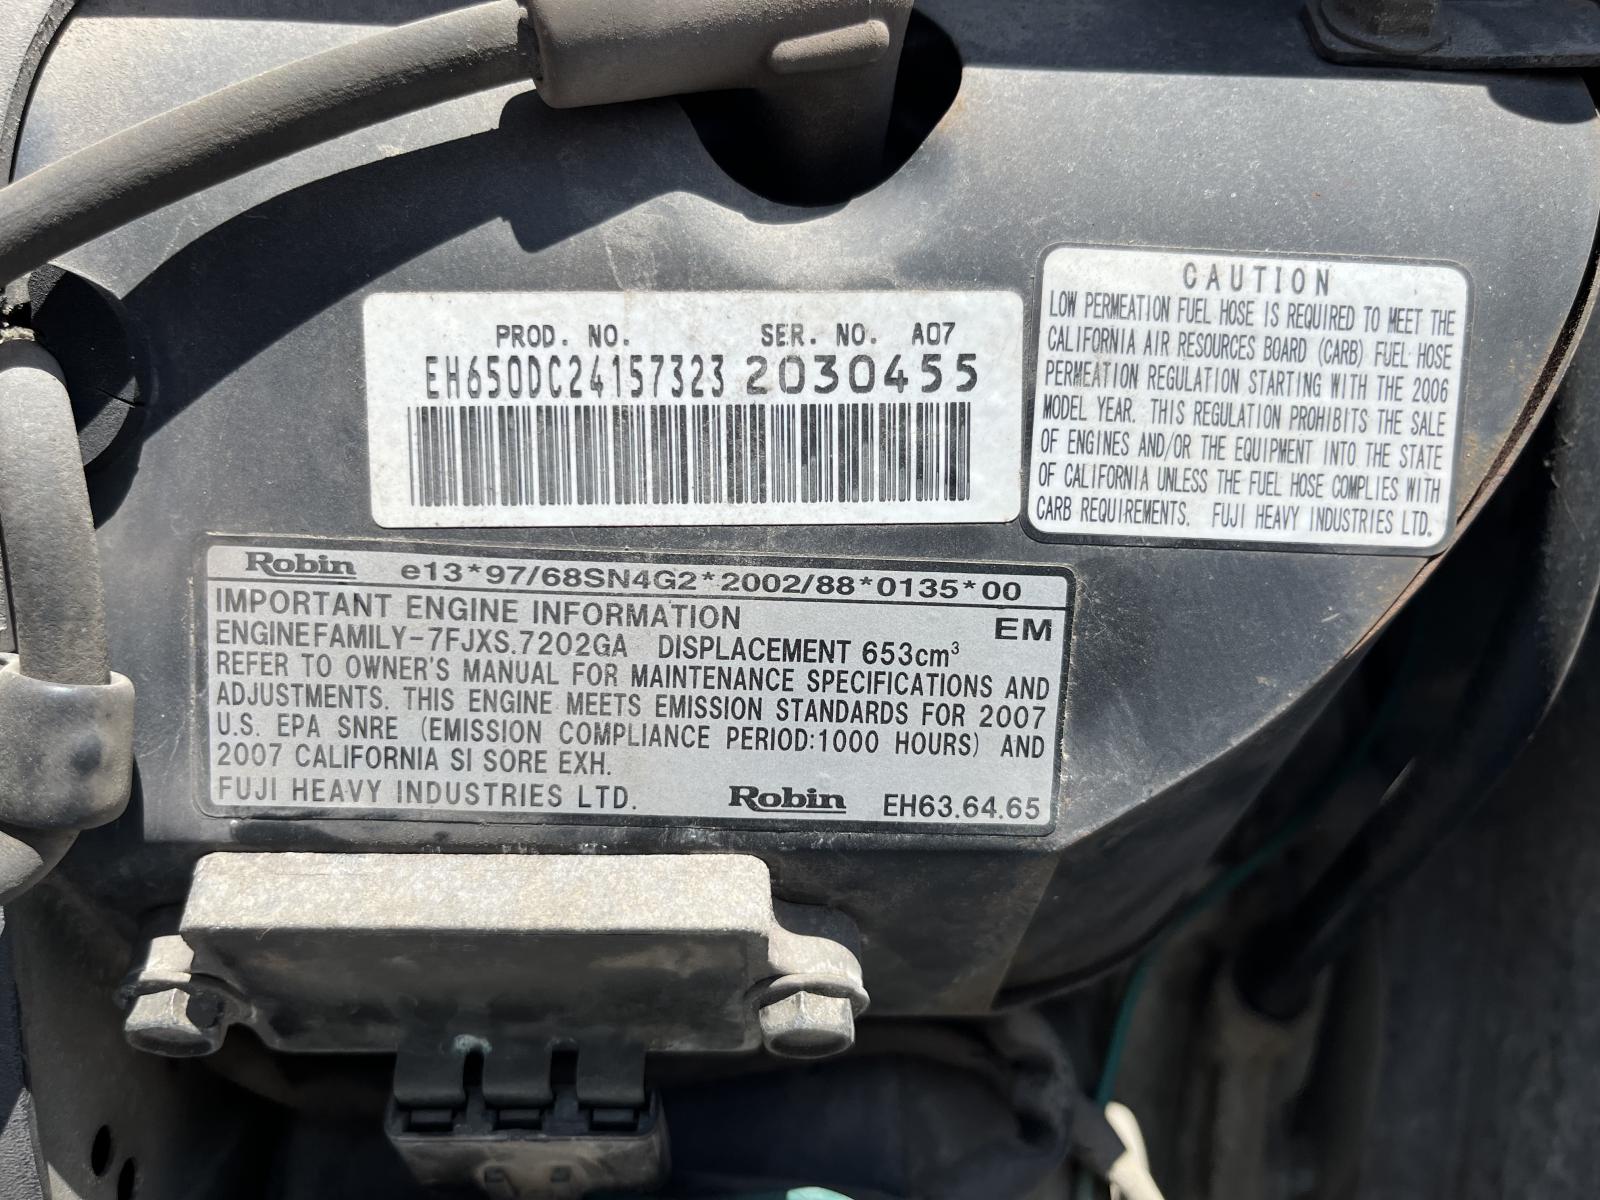 PROD. NO. SER. NO. A07
EH650DC24157323 2030455
CAUTION
LOW PERMEATION FUEL HOSE IS REQUIRED TO MEET THE
CALIFORNIA AIR RESOURCES BOARD (CARB) FUEL HOSE
PERMEATION REGULATION STARTING WITH THE 2006
MODEL YEAR. THIS REGULATION PROHIBITS THE SALE
OF ENGINES AND/OR THE EQUIPMENT INTO THE STATE
OF CALIFORNIA UNLESS THE FUEL HOSE COMPLIES WITH
CARB REQUIREMENTS. FUJI HEAVY INDUSTRIES LTD.
Robin e13*97/68SN4G2*2002/88*0135*00
IMPORTANT ENGINE INFORMATION EM
ENGINE FAMILY-7FJXS.7202GA DISPLACEMENT 653cm³
REFER TO OWNER'S MANUAL FOR MAINTENANCE SPECIFICATIONS AND
ADJUSTMENTS. THIS ENGINE MEETS EMISSION STANDARDS FOR 2007
U.S. EPA SNRE (EMISSION COMPLIANCE PERIOD:1000 HOURS) AND
2007 CALIFORNIA SI SORE EXH.
FUJI HEAVY INDUSTRIES LTD. Robin EH63.64.65